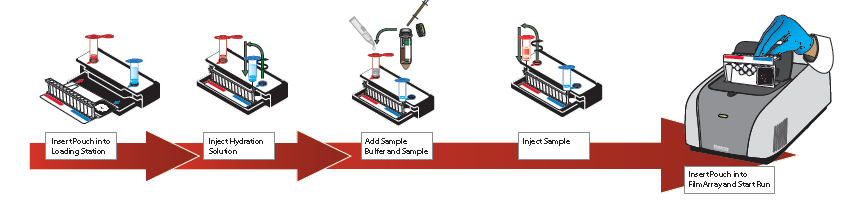 Insert Pouch into
Loading Station
Inject Hydration
Solution
Add Sample
Buffer and Sample
Inject Sample
Insert Pouch into
FilmArray and Start Run